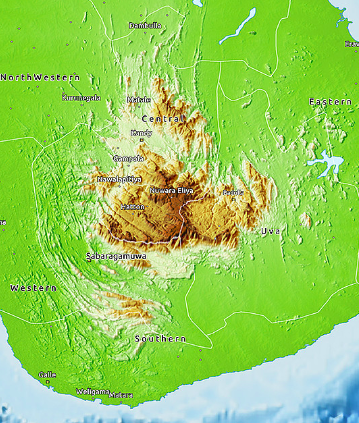 Dambulla
NorthWestern
Kurunegala
Matale
Eastern
Central
Kandy
Gampola
Nawalapitiya
Nuwara Eliya
Hatton
Uva
Sabaragamuwa
Western
Southern
Galle
Weligama
Matara